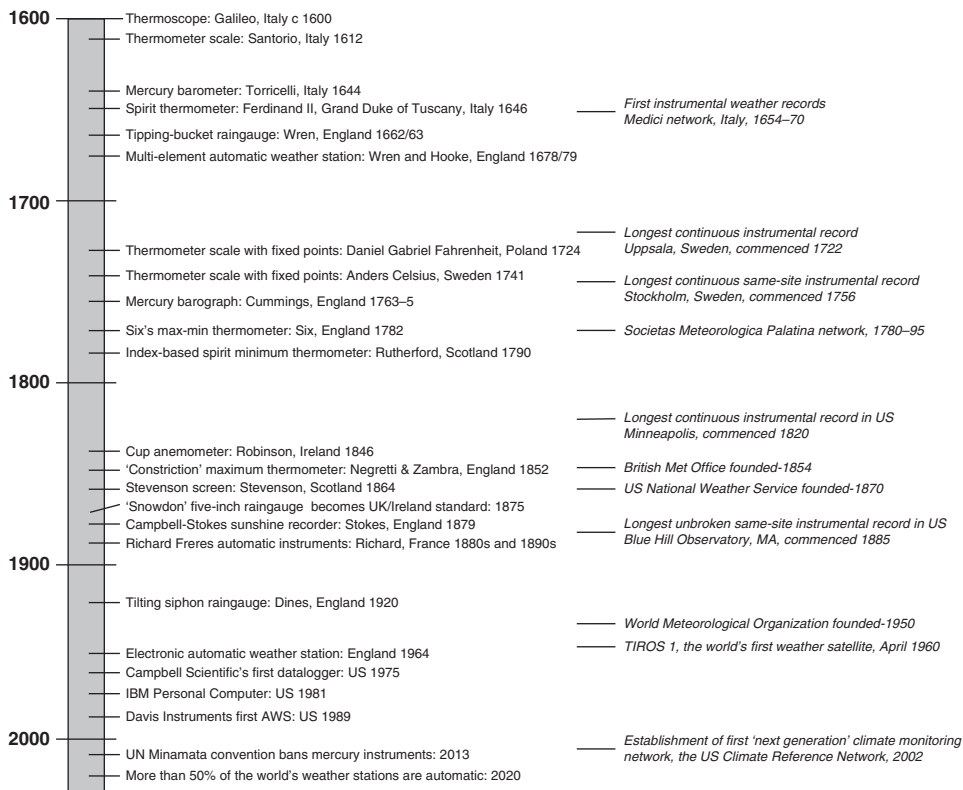 1600
Thermoscope: Galileo, Italy c 1600
Thermometer scale: Santorio, Italy 1612
Mercury barometer: Torricelli, Italy 1644
Spirit thermometer: Ferdinand II, Grand Duke of Tuscany, Italy 1646
First instrumental weather records
Medici network, Italy, 1654–70
Tipping-bucket raingauge: Wren, England 1662/63
Multi-element automatic weather station: Wren and Hooke, England 1678/79
1700
Longest continuous instrumental record
Uppsala, Sweden, commenced 1722
Thermometer scale with fixed points: Daniel Gabriel Fahrenheit, Poland 1724
Thermometer scale with fixed points: Anders Celsius, Sweden 1741
Longest continuous same-site instrumental record
Stockholm, Sweden, commenced 1756
Mercury barograph: Cummings, England 1763–5
Six's max-min thermometer: Six, England 1782
Societas Meteorologica Palatina network, 1780–95
Index-based spirit minimum thermometer: Rutherford, Scotland 1790
1800
Longest continuous instrumental record in US
Minneapolis, commenced 1820
Cup anemometer: Robinson, Ireland 1846
'Constriction' maximum thermometer: Negretti & Zambra, England 1852
British Met Office founded-1854
Stevenson screen: Stevenson, Scotland 1864
US National Weather Service founded-1870
'Snowdon' five-inch raingauge becomes UK/Ireland standard: 1875
Campbell-Stokes sunshine recorder: Stokes, England 1879
Longest unbroken same-site instrumental record in US
Blue Hill Observatory, MA, commenced 1885
Richard Freres automatic instruments: Richard, France 1880s and 1890s
1900
Tilting siphon raingauge: Dines, England 1920
World Meteorological Organization founded-1950
TIROS 1, the world's first weather satellite, April 1960
Electronic automatic weather station: England 1964
Campbell Scientific's first datalogger: US 1975
IBM Personal Computer: US 1981
Davis Instruments first AWS: US 1989
2000
Establishment of first 'next generation' climate monitoring
network, the US Climate Reference Network, 2002
UN Minamata convention bans mercury instruments: 2013
More than 50% of the world's weather stations are automatic: 2020